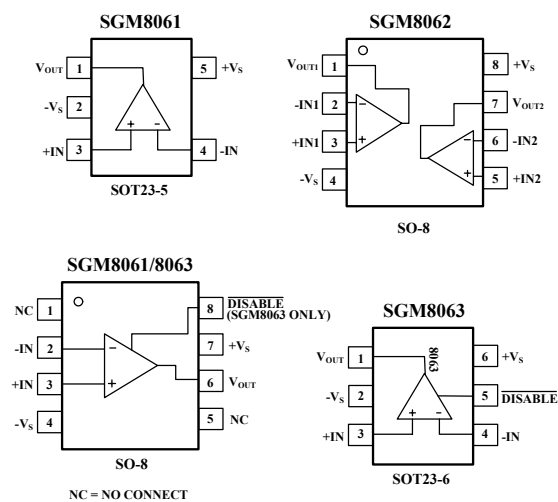 SGM8061
VOUT 1
5 +VS
-VS 2
+ -
+IN 3
4 -IN
SOT23-5
SGM8062
VOUT1 1
8 +VS
-IN1 2
-
7 VOUT2
+IN1 3
+
-
6 -IN2
-VS 4
+
5 +IN2
SO-8
SGM8061/8063
NC 1
8 DISABLE
(SGM8063 ONLY)
-IN 2
-
7 +VS
+IN 3
+
6 VOUT
-VS 4
5 NC
SO-8
NC = NO CONNECT
SGM8063
VOUT 1
8063
6 +VS
-VS 2
5 DISABLE
+ -
+IN 3
4 -IN
SOT23-6